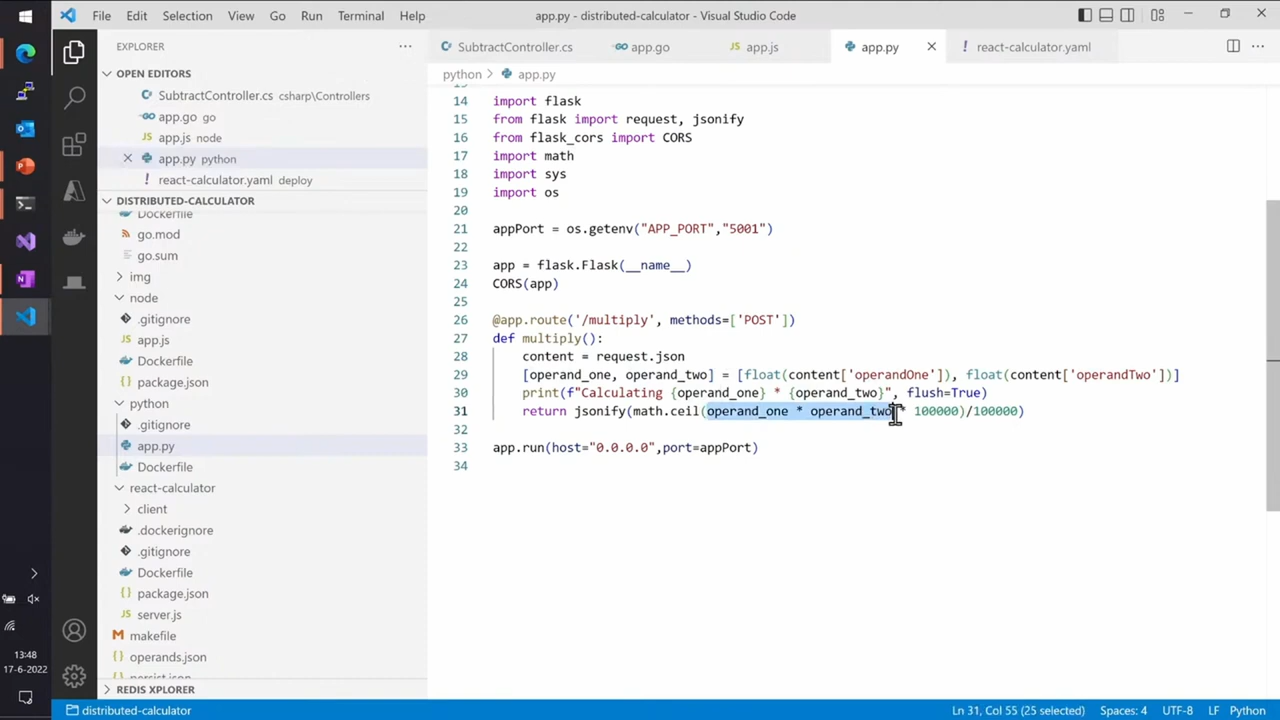 File Edit Selection View Go Run Terminal Help
app.py - distributed-calculator - Visual Studio Code
EXPLORER
OPEN EDITORS
SubtractController.cs csharp\Controllers
app.go go
app.js node
app.py python
! react-calculator.yaml deploy
DISTRIBUTED-CALCULATOR
Dockerfile
go.mod
go.sum
img
node
.gitignore
app.js
Dockerfile
package.json
python
.gitignore
app.py
Dockerfile
react-calculator
client
.dockerignore
.gitignore
Dockerfile
package.json
server.js
makefile
operands.json
persist.json
REDIS XPLORER
SubtractController.cs app.go app.js app.py ! react-calculator.yaml
python > app.py
14 import flask
15 from flask import request, jsonify
16 from flask_cors import CORS
17 import math
18 import sys
19 import os
20
21 appPort = os.getenv("APP_PORT","5001")
22
23 app = flask.Flask(__name__)
24 CORS(app)
25
26 @app.route('/multiply', methods=['POST'])
27 def multiply():
28 content = request.json
29 [operand_one, operand_two] = [float(content['operandOne']), float(content['operandTwo'])]
30 print(f"Calculating {operand_one} * {operand_two}", flush=True)
31 return jsonify(math.ceil(operand_one * operand_two * 100000)/100000)
32
33 app.run(host="0.0.0.0",port=appPort)
34
13:48
17-6-2022
distributed-calculator
Ln 31, Col 55 (25 selected) Spaces: 4 UTF-8 LF Python